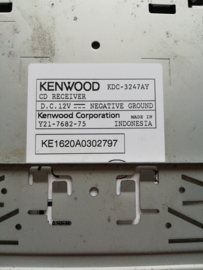 KENWOOD KDC-3247AY
CD RECEIVER
D.C.12V ⎓ NEGATIVE GROUND
Kenwood Corporation MADE IN
Y21-7682-75 INDONESIA
KE1620A0302797